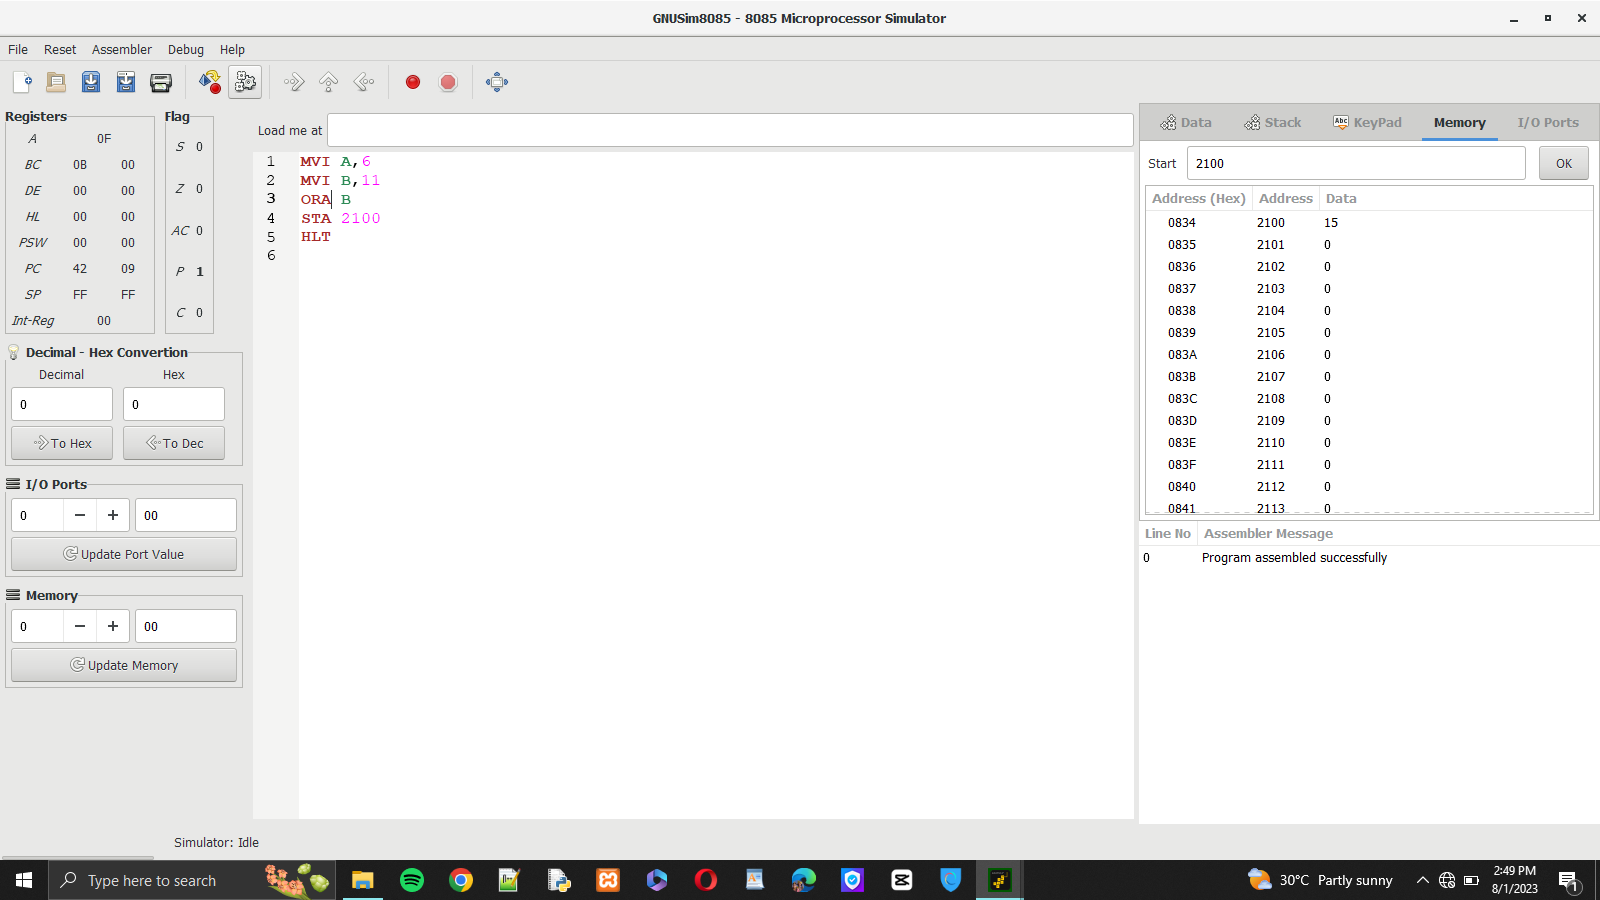 GNUSim8085 - 8085 Microprocessor Simulator
File Reset Assembler Debug Help
Registers
A 0F
BC 0B 00
DE 00 00
HL 00 00
PSW 00 00
PC 42 09
SP FF FF
Int-Reg 00
Flag
S 0
Z 0
AC 0
P 1
C 0
Decimal - Hex Convertion
Decimal Hex
0 0
To Hex To Dec
I/O Ports
0 − + 00
Update Port Value
Memory
0 − + 00
Update Memory
Load me at
1 MVI A,6
2 MVI B,11
3 ORA B
4 STA 2100
5 HLT
6
Data Stack Abc KeyPad Memory I/O Ports
Start 2100 OK
Address (Hex) Address Data
0834 2100 15
0835 2101 0
0836 2102 0
0837 2103 0
0838 2104 0
0839 2105 0
083A 2106 0
083B 2107 0
083C 2108 0
083D 2109 0
083E 2110 0
083F 2111 0
0840 2112 0
0841 2113 0
Line No Assembler Message
0 Program assembled successfully
Simulator: Idle
Type here to search
30°C Partly sunny
2:49 PM
8/1/2023
1